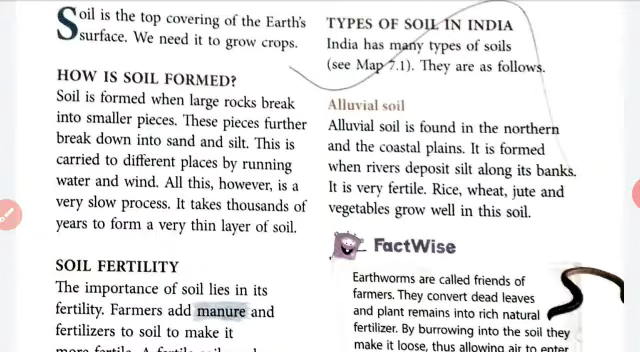 Soil is the top covering of the Earth's
surface. We need it to grow crops.
HOW IS SOIL FORMED?
Soil is formed when large rocks break
into smaller pieces. These pieces further
break down into sand and silt. This is
carried to different places by running
water and wind. All this, however, is a
very slow process. It takes thousands of
years to form a very thin layer of soil.
SOIL FERTILITY
The importance of soil lies in its
fertility. Farmers add manure and
fertilizers to soil to make it
more fertile. A fertile soil
TYPES OF SOIL IN INDIA
India has many types of soils
(see Map 7.1). They are as follows.
Alluvial soil
Alluvial soil is found in the northern
and the coastal plains. It is formed
when rivers deposit silt along its banks.
It is very fertile. Rice, wheat, jute and
vegetables grow well in this soil.
FactWise
Earthworms are called friends of
farmers. They convert dead leaves
and plant remains into rich natural
fertilizer. By burrowing into the soil they
make it loose, thus allowing air to enter